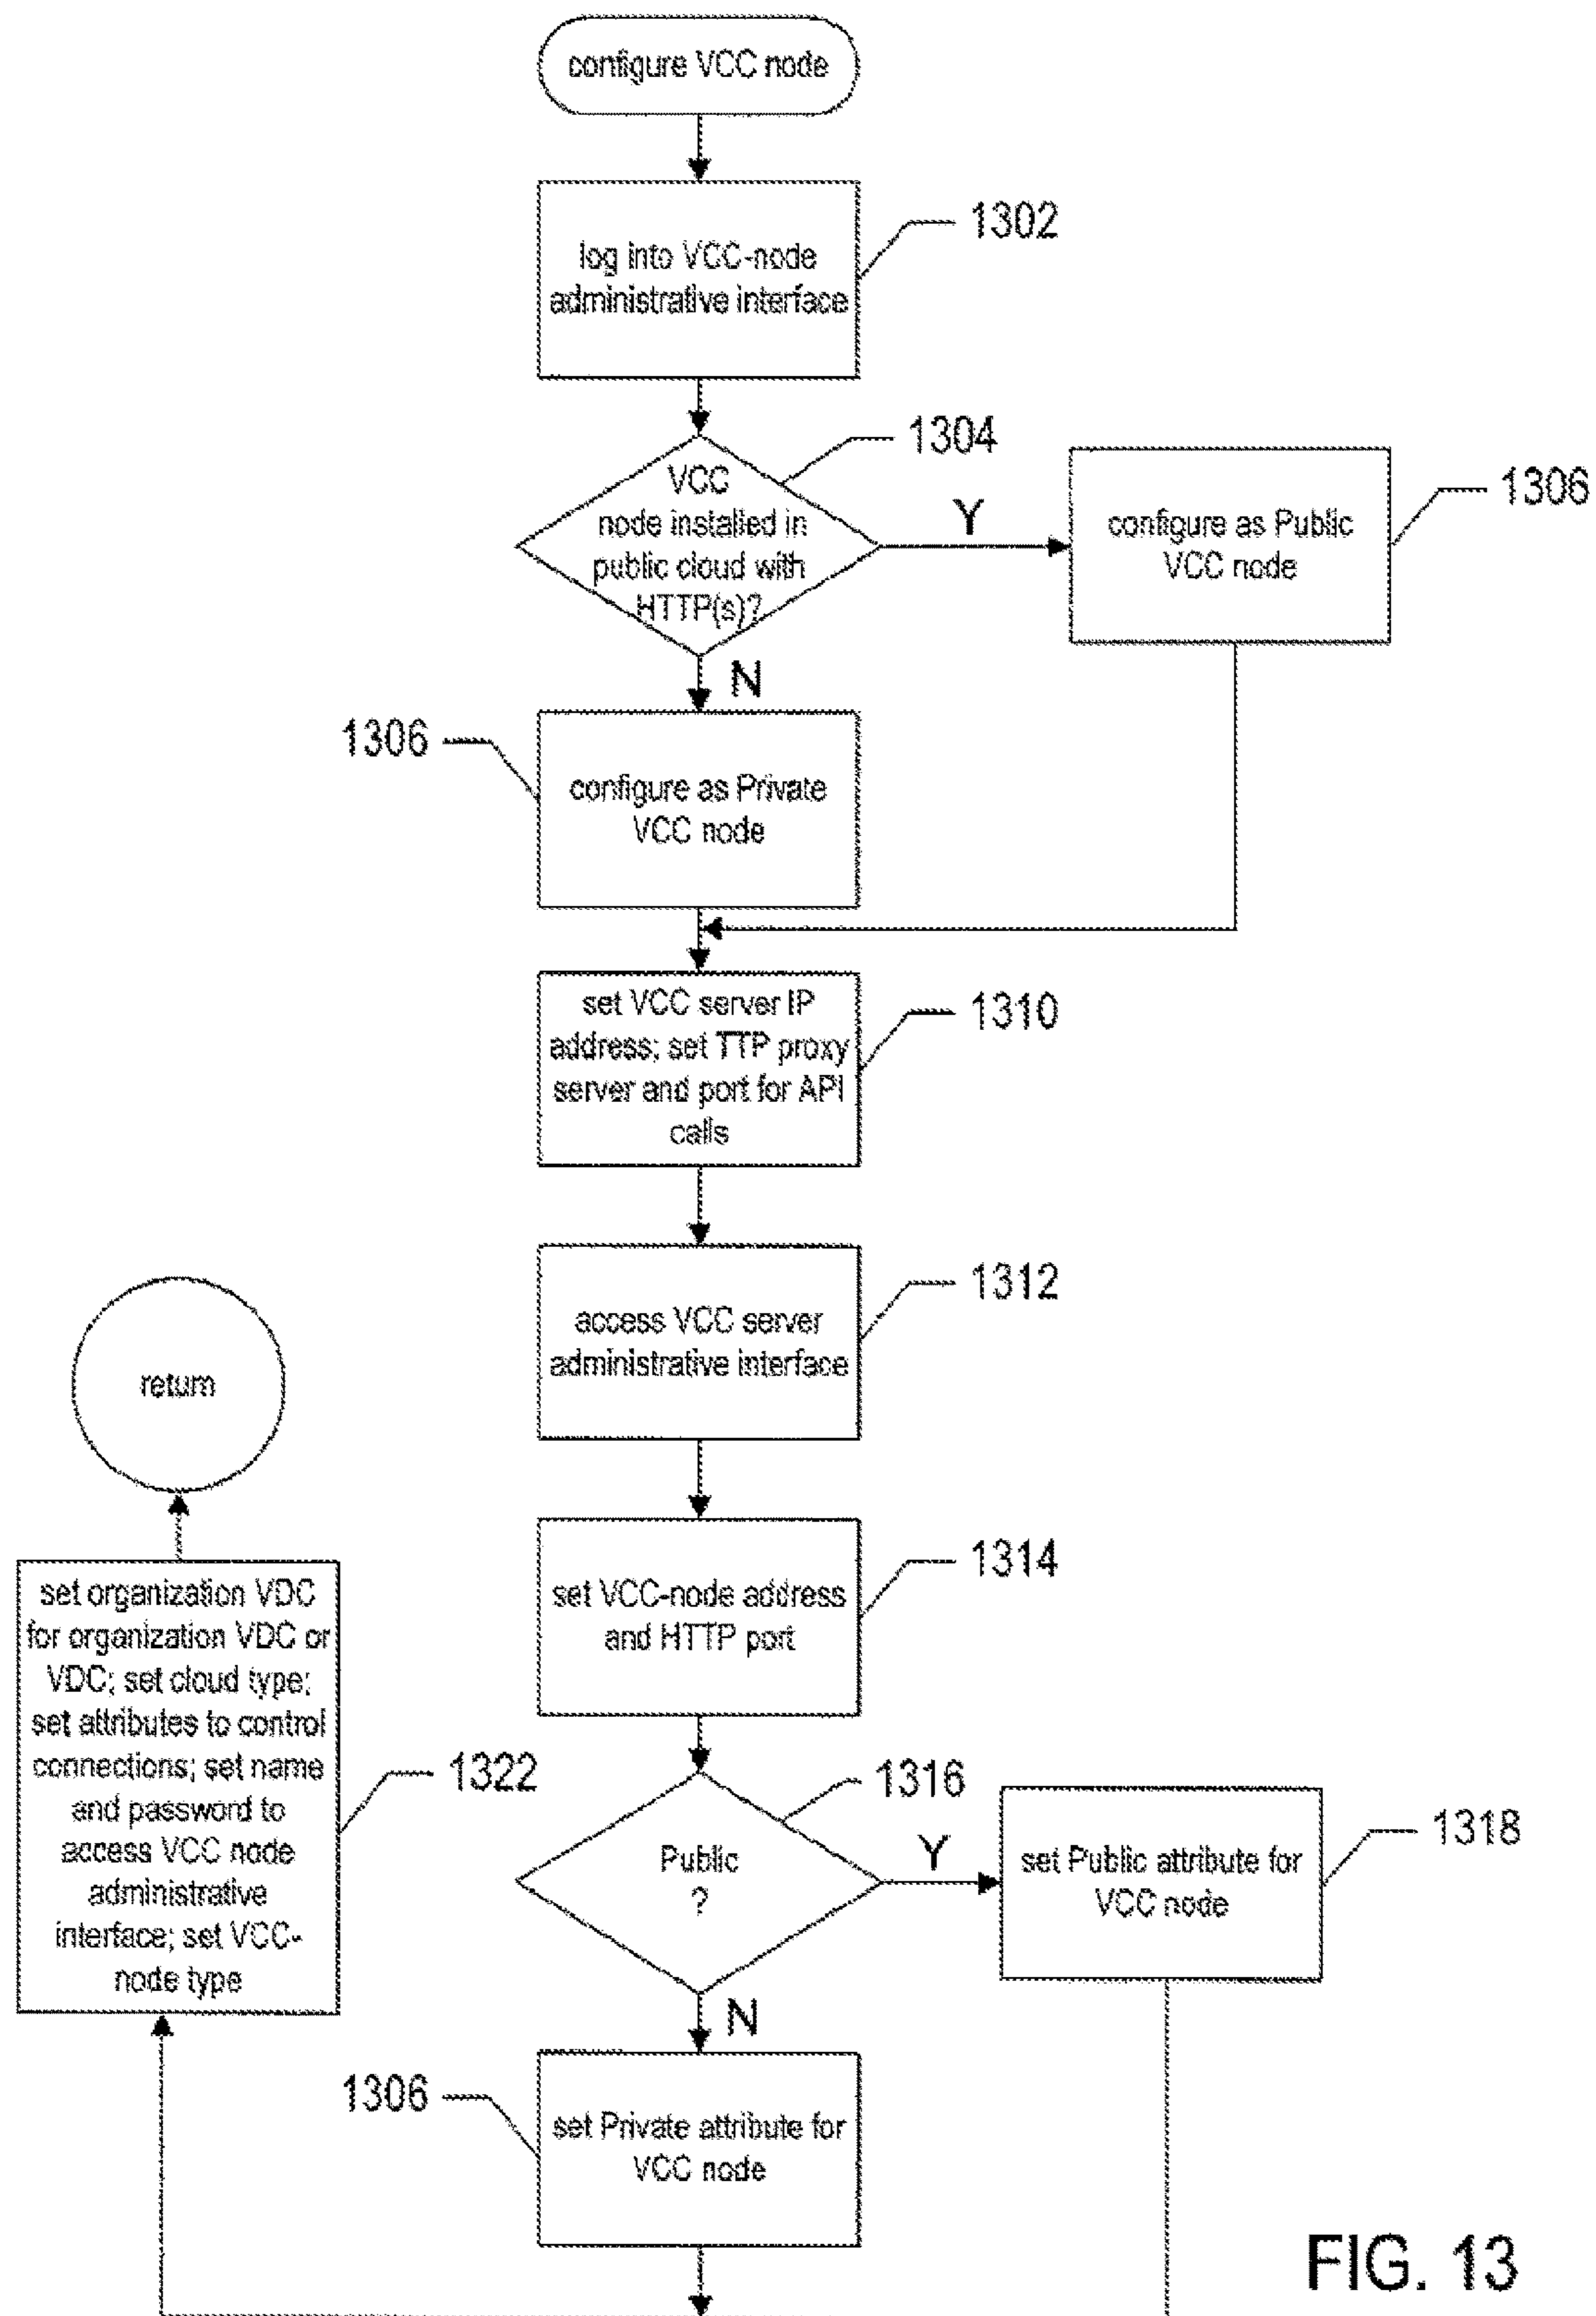 configure VCC node
log into VCC-node
administrative interface
1302
VCC
node installed in
public cloud with
HTTP(s)?
1304
Y
configure as Public
VCC node
1306
N
1306
configure as Private
VCC node
set VCC server IP
address; set TTP proxy
server and port for API
calls
1310
access VCC server
administrative interface
1312
return
set VCC-node address
and HTTP port
1314
set organization VDC
for organization VDC or
VDC; set cloud type;
set attributes to control
connections; set name
and password to
access VCC node
administrative
interface; set VCC-
node type
1322
Public
?
1316
Y
set Public attribute for
VCC node
1318
N
1306
set Private attribute for
VCC node
FIG. 13